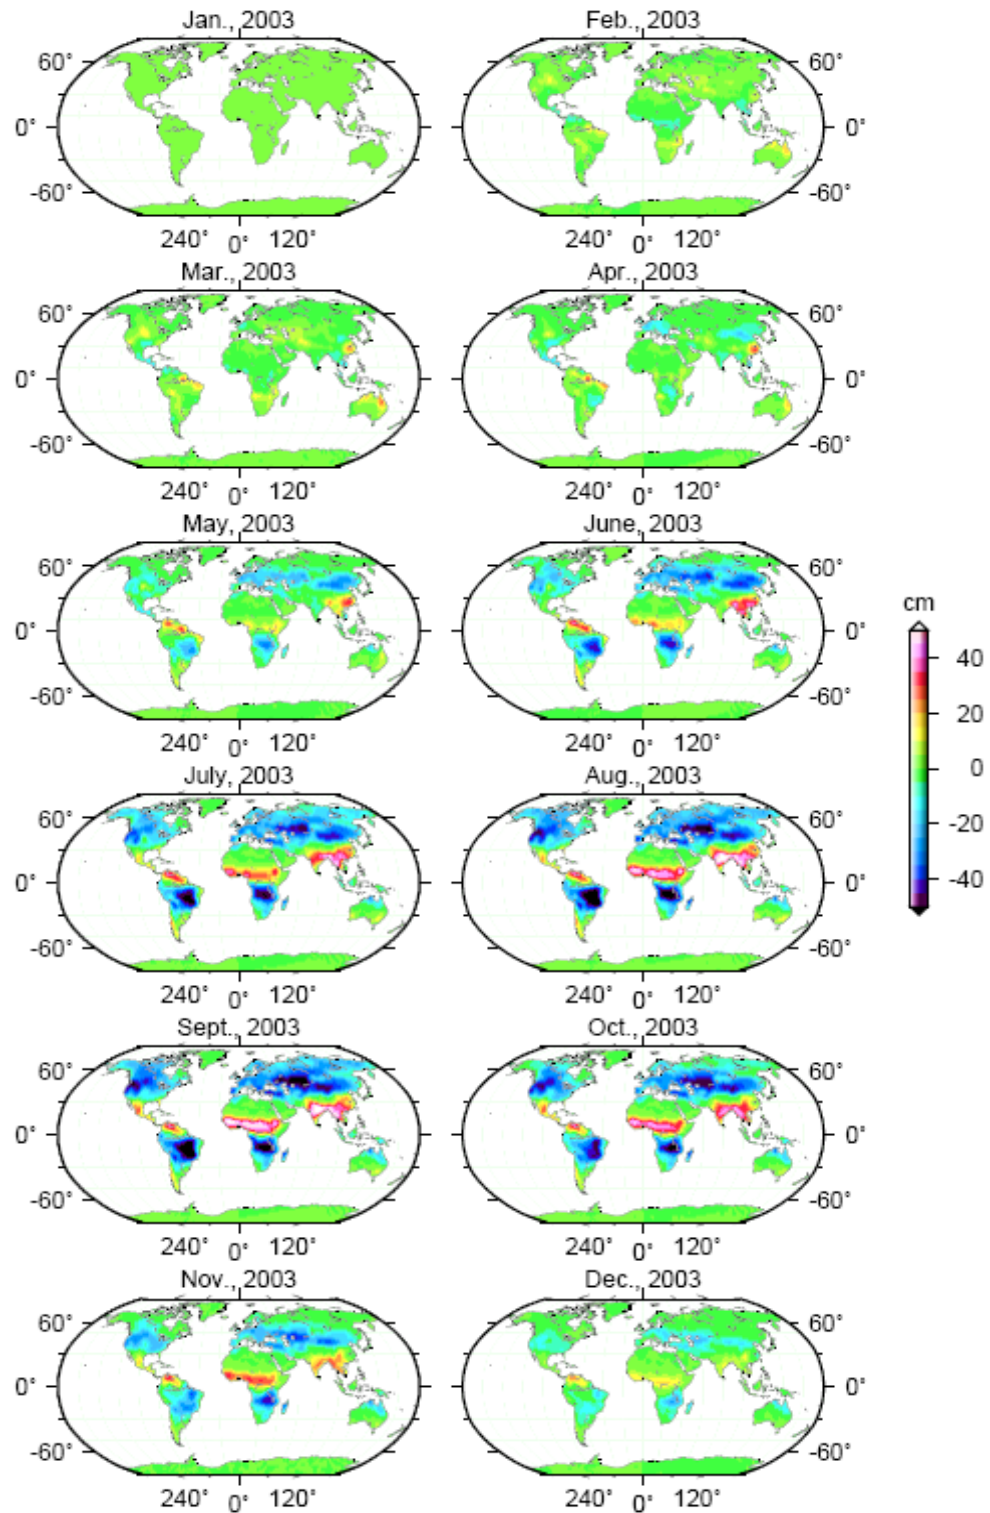 Jan., 2003 Feb., 2003
60° 60°
0° 0°
-60° -60°
240° 0° 120° 240° 0° 120°
Mar., 2003 Apr., 2003
60° 60°
0° 0°
-60° -60°
240° 0° 120° 240° 0° 120°
May, 2003 June, 2003
60° 60°
0° 0°
-60° -60°
240° 0° 120° 240° 0° 120°
cm
40
20
0
-20
-40
July, 2003 Aug., 2003
60° 60°
0° 0°
-60° -60°
240° 0° 120° 240° 0° 120°
Sept., 2003 Oct., 2003
60° 60°
0° 0°
-60° -60°
240° 0° 120° 240° 0° 120°
Nov., 2003 Dec., 2003
60° 60°
0° 0°
-60° -60°
240° 0° 120° 240° 0° 120°